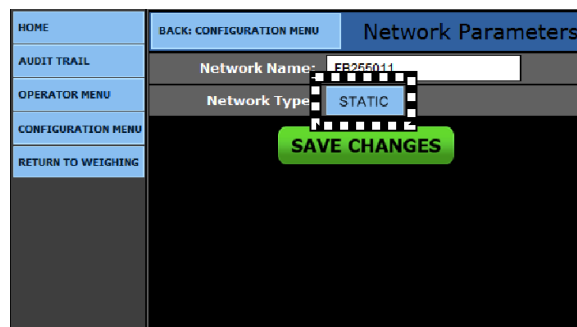 HOME
BACK: CONFIGURATION MENU
Network Parameters
AUDIT TRAIL
Network Name:
FB255011
OPERATOR MENU
Network Type
STATIC
CONFIGURATION MENU
SAVE CHANGES
RETURN TO WEIGHING